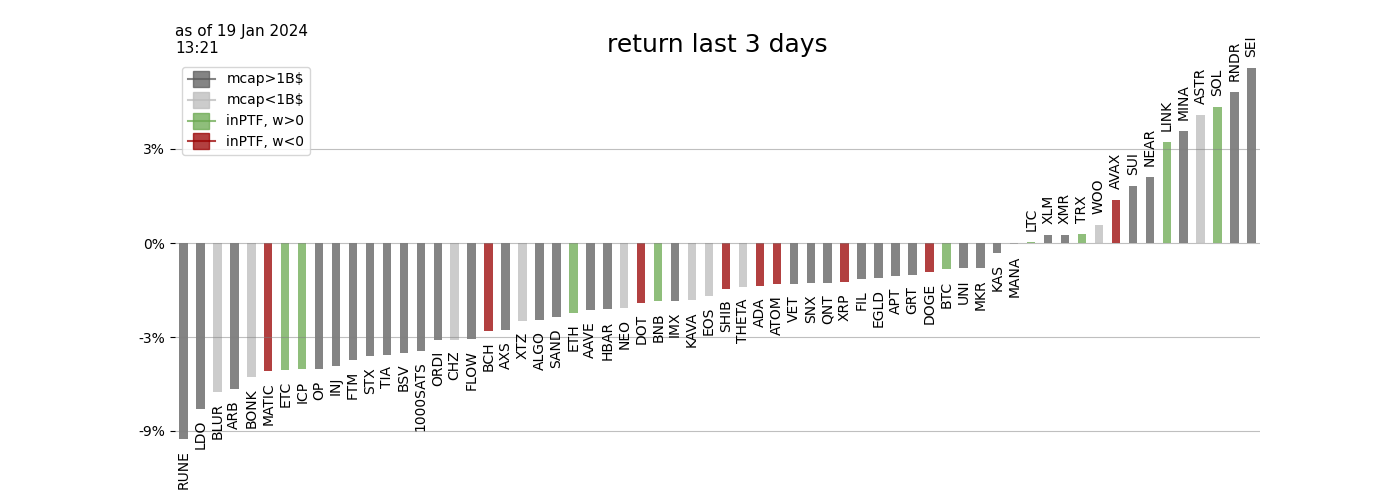 as of 19 Jan 2024
13:21
return last 3 days
mcap>1B$
mcap<1B$
inPTF, w>0
inPTF, w<0
3%
0%
-3%
-9%
RUNE
LDO
BLUR
ARB
BONK
MATIC
ETC
ICP
OP
INJ
FTM
STX
TIA
BSV
1000SATS
ORDI
CHZ
FLOW
BCH
AXS
XTZ
ALGO
SAND
ETH
AAVE
HBAR
NEO
DOT
BNB
IMX
KAVA
EOS
SHIB
THETA
ADA
ATOM
VET
SNX
QNT
XRP
FIL
EGLD
APT
GRT
DOGE
BTC
UNI
MKR
KAS
MANA
LTC
XLM
XMR
TRX
WOO
AVAX
SUI
NEAR
LINK
MINA
ASTR
SOL
RNDR
SEI